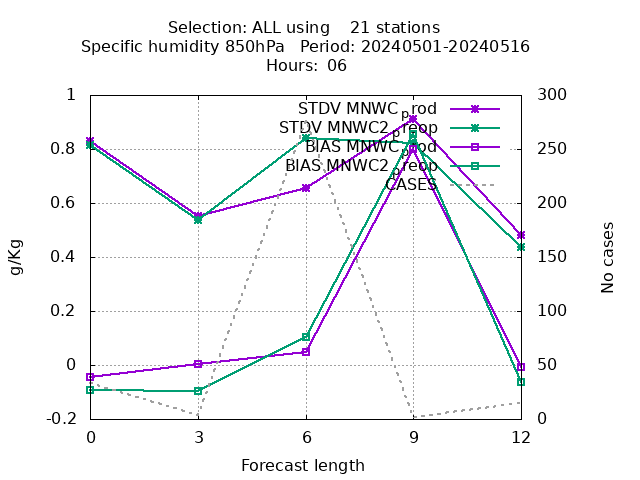 Selection: ALL using    21 stations
Specific humidity 850hPa   Period: 20240501-20240516
Hours: 06
1
0.8
0.6
0.4
0.2
0
-0.2
300
250
200
150
100
50
0
STDV MNWC_prod
STDV MNWC2_preop
BIAS MNWC_prod
BIAS MNWC2_preop
CASES
g/Kg
No cases
0 3 6 9 12
Forecast length